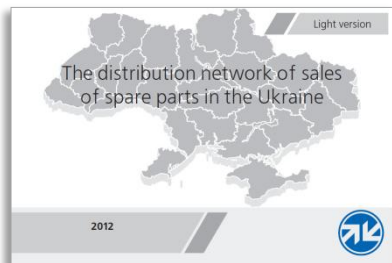 Light version
The distribution network of sales
of spare parts in the Ukraine
2012